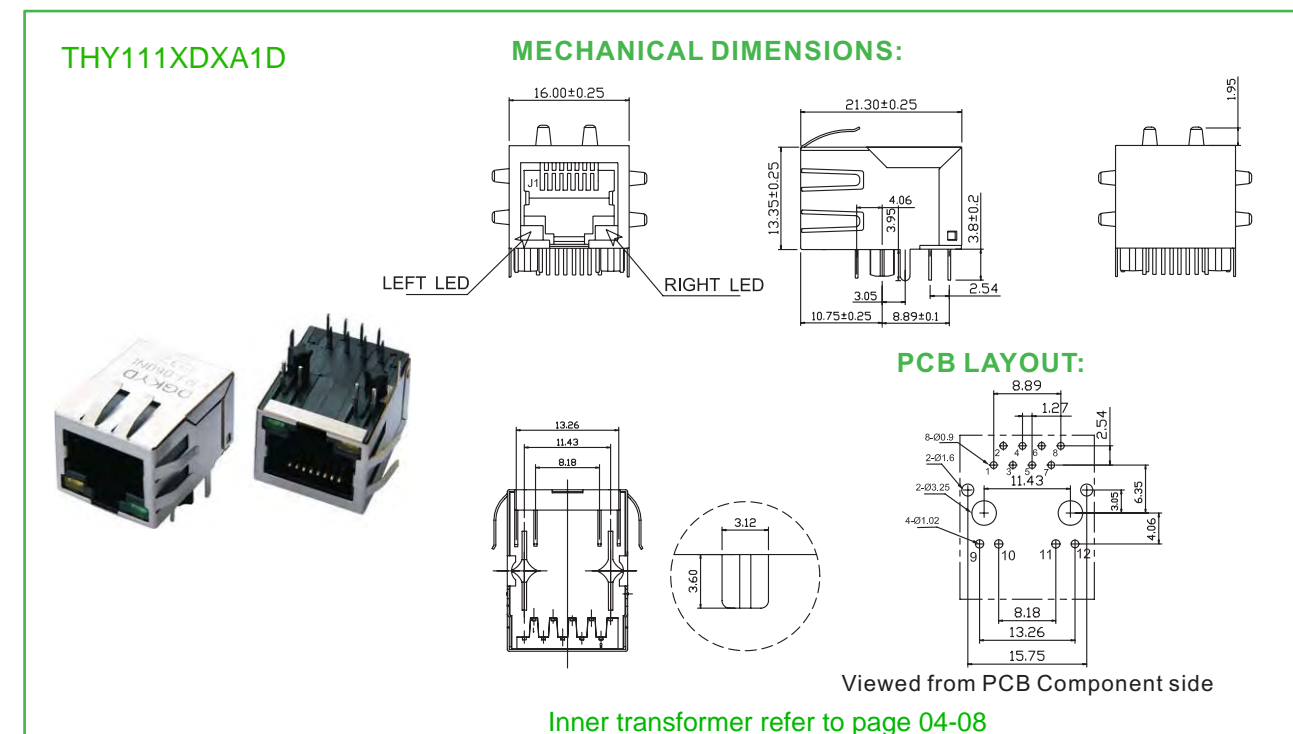 THY111XDXA1D
MECHANICAL DIMENSIONS:
16.00±0.25
J1
LEFT LED
RIGHT LED
21.30±0.25
13.35±0.25
4.06
3.95
3.8±0.2
3.05
2.54
10.75±0.25
8.89±0.1
1.95
DGKYD
13.26
11.43
8.18
3.12
3.60
PCB LAYOUT:
8.89
1.27
2.54
8-Ø0.9
2 4 6 8
1 3 5 7
2-Ø1.6
11.43
6.35
2-Ø3.25
3.05
4-Ø1.02
4.06
9 10 11 12
8.18
13.26
15.75
Viewed from PCB Component side
Inner transformer refer to page 04-08